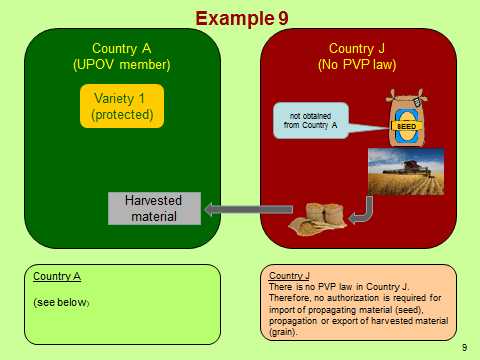 Example 9
Country A
(UPOV member)
Variety 1
(protected)
Harvested
material
Country J
(No PVP law)
not obtained
from Country A
SEED
Country A
(see below)
Country J
There is no PVP law in Country J.
Therefore, no authorization is required for
import of propagating material (seed),
propagation or export of harvested material
(grain).
9